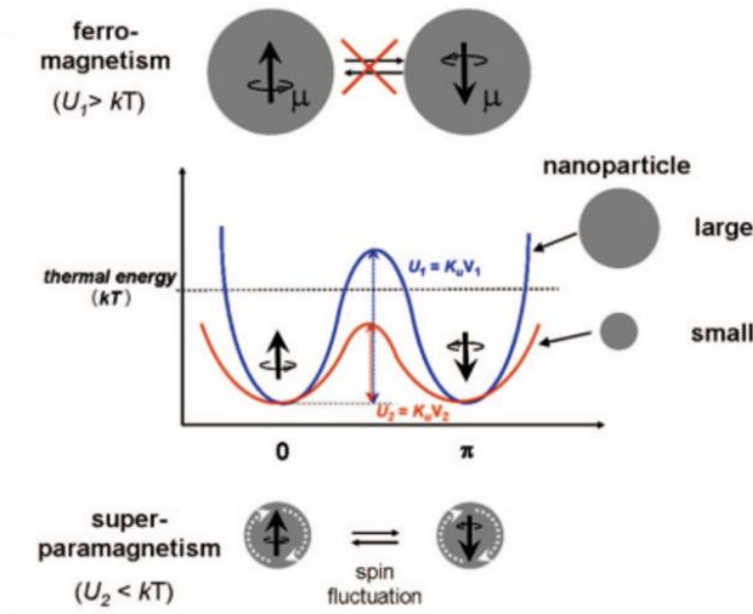 ferro-
magnetism
(U₁> kT)
μ
μ
nanoparticle
large
small
thermal energy
(kT)
U₁ = KᵤV₁
U₂ = KᵤV₂
0
π
super-
paramagnetism
(U₂ < kT)
spin
fluctuation